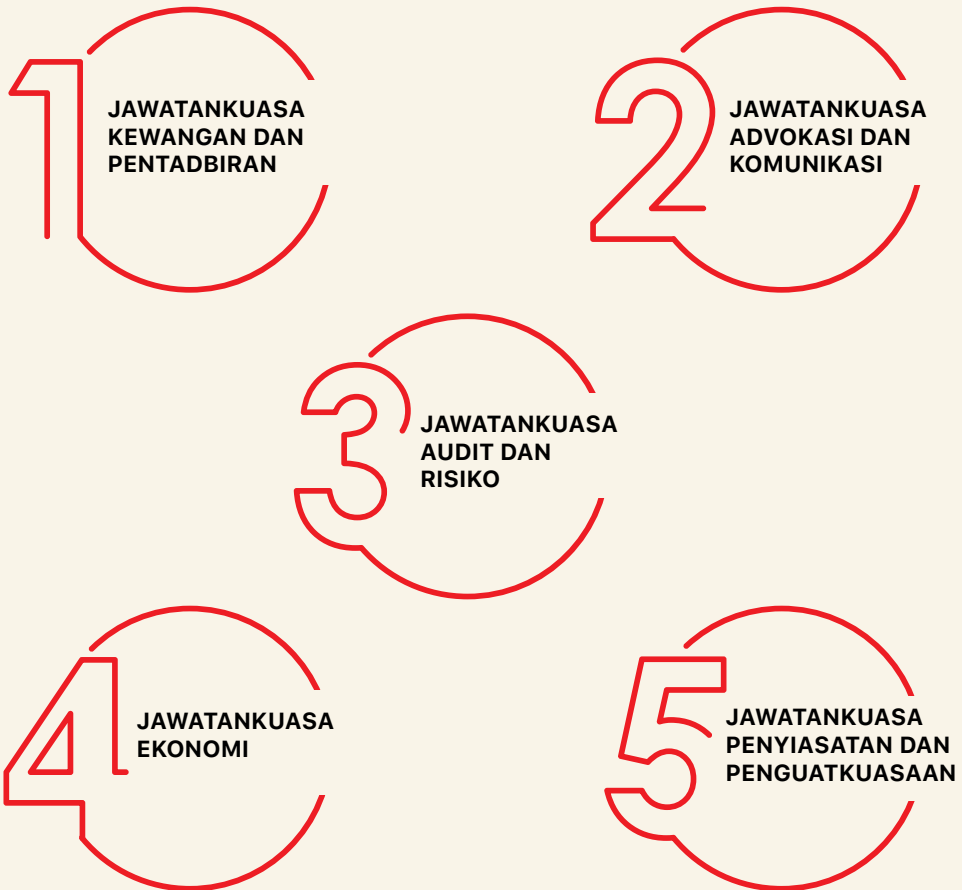 1
JAWATANKUASA
KEWANGAN DAN
PENTADBIRAN
2
JAWATANKUASA
ADVOKASI DAN
KOMUNIKASI
3
JAWATANKUASA
AUDIT DAN
RISIKO
4
JAWATANKUASA
EKONOMI
5
JAWATANKUASA
PENYIASATAN DAN
PENGUATKUASAAN